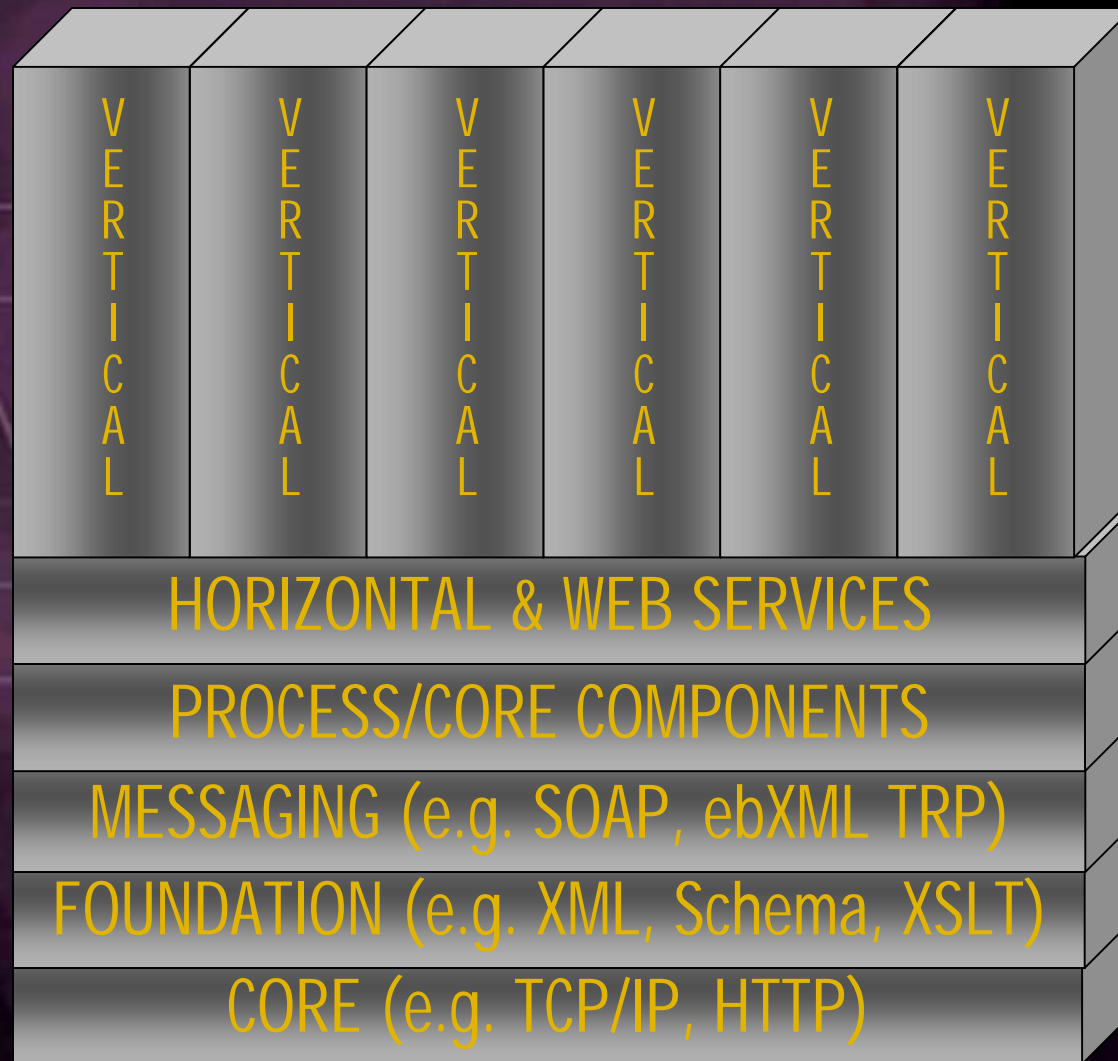 VERTICAL
VERTICAL
VERTICAL
VERTICAL
VERTICAL
VERTICAL
HORIZONTAL & WEB SERVICES
PROCESS/CORE COMPONENTS
MESSAGING (e.g. SOAP, ebXML TRP)
FOUNDATION (e.g. XML, Schema, XSLT)
CORE (e.g. TCP/IP, HTTP)